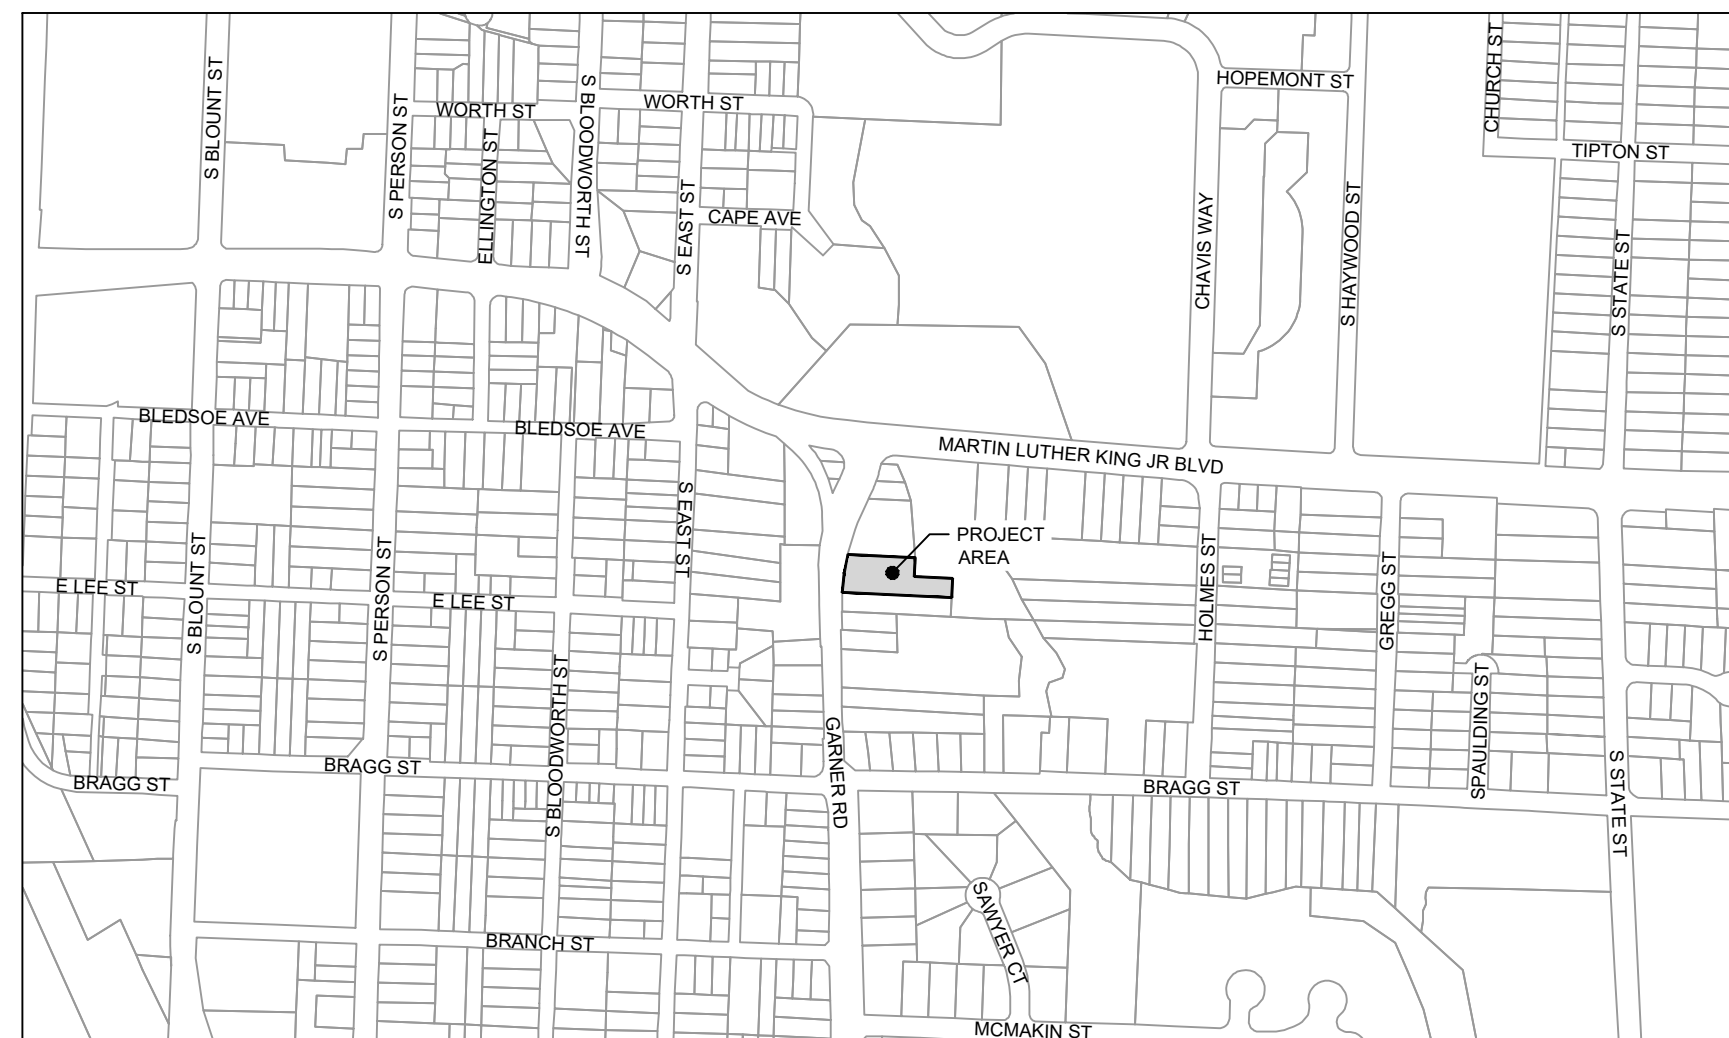 S BLOUNT ST
S PERSON ST
WORTH ST
ELLINGTON ST
S BLOODWORTH ST
WORTH ST
S EAST ST
CAPE AVE
CHAVIS WAY
HOPEMONT ST
S HAYWOOD ST
CHURCH ST
TIPTON ST
S STATE ST
BLEDSOE AVE
BLEDSOE AVE
MARTIN LUTHER KING JR BLVD
S EAST ST
PROJECT
AREA
S BLOUNT ST
S PERSON ST
E LEE ST
E LEE ST
HOLMES ST
GREGG ST
S BLOODWORTH ST
SPAULDING ST
GARNER RD
BRAGG ST
BRAGG ST
BRAGG ST
S STATE ST
SAWYER CT
BRANCH ST
MCMAKIN ST